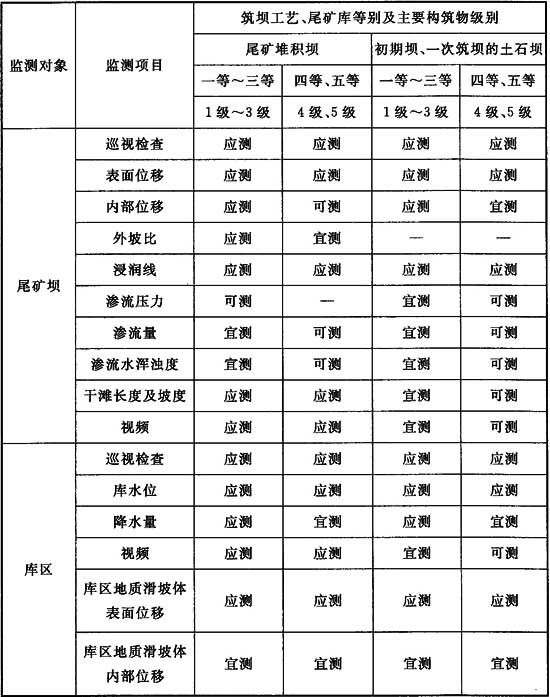 筑坝工艺、尾矿库等别及主要构筑物级别
监测对象 监测项目 尾矿堆积坝 初期坝、一次筑坝的土石坝
一等～三等 四等、五等 一等～三等 四等、五等
1级～3级 4级、5级 1级～3级 4级、5级
尾矿坝
巡视检查 应测 应测 应测 应测
表面位移 应测 应测 应测 应测
内部位移 应测 可测 应测 宜测
外坡比 应测 宜测 — —
浸润线 应测 应测 应测 应测
渗流压力 可测 — 宜测 可测
渗流量 宜测 可测 宜测 可测
渗流水浑浊度 宜测 可测 宜测 可测
干滩长度及坡度 应测 应测 宜测 可测
视频 应测 应测 宜测 可测
库区
巡视检查 应测 应测 应测 应测
库水位 应测 应测 应测 应测
降水量 应测 宜测 应测 宜测
视频 应测 应测 宜测 可测
库区地质滑坡体
表面位移 应测 应测 应测 应测
库区地质滑坡体
内部位移 宜测 宜测 宜测 宜测